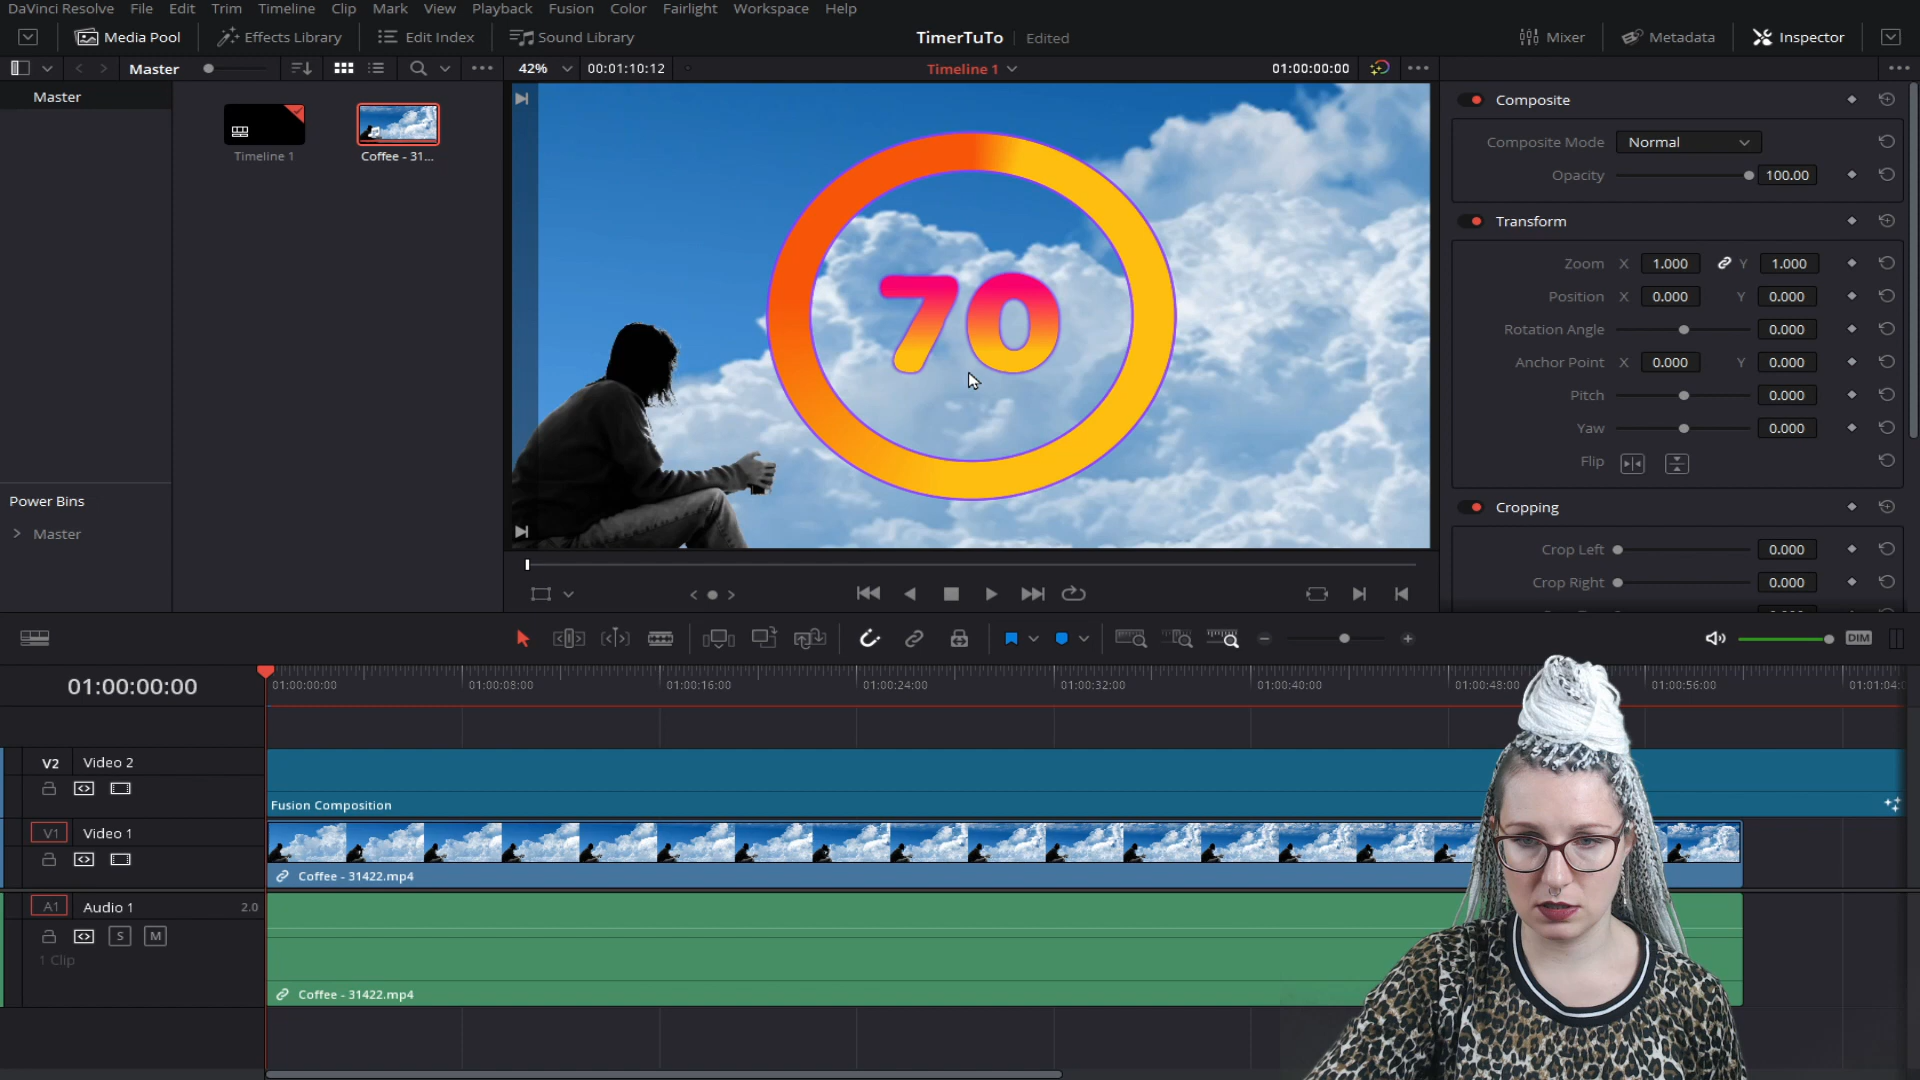 DaVinci Resolve File Edit Trim Timeline Clip Mark View Playback Fusion Color Fairlight Workspace Help
Media Pool Effects Library Edit Index Sound Library TimerTuTo Edited Mixer Metadata Inspector
Master 42% 00:01:10:12 Timeline 1 01:00:00:00
Master
Timeline 1 Coffee - 31...
Power Bins
Master
70
Composite
Composite Mode Normal
Opacity 100.00
Transform
Zoom X 1.000 Y 1.000
Position X 0.000 Y 0.000
Rotation Angle 0.000
Anchor Point X 0.000 Y 0.000
Pitch 0.000
Yaw 0.000
Flip
Cropping
Crop Left 0.000
Crop Right 0.000
DIM
01:00:00:00 01:00:00:00 01:00:08:00 01:00:16:00 01:00:24:00 01:00:32:00 01:00:40:00 01:00:48:00 01:00:56:00
V2 Video 2
Fusion Composition
V1 Video 1
Coffee - 31422.mp4
A1 Audio 1 2.0
S M
1 Clip
Coffee - 31422.mp4